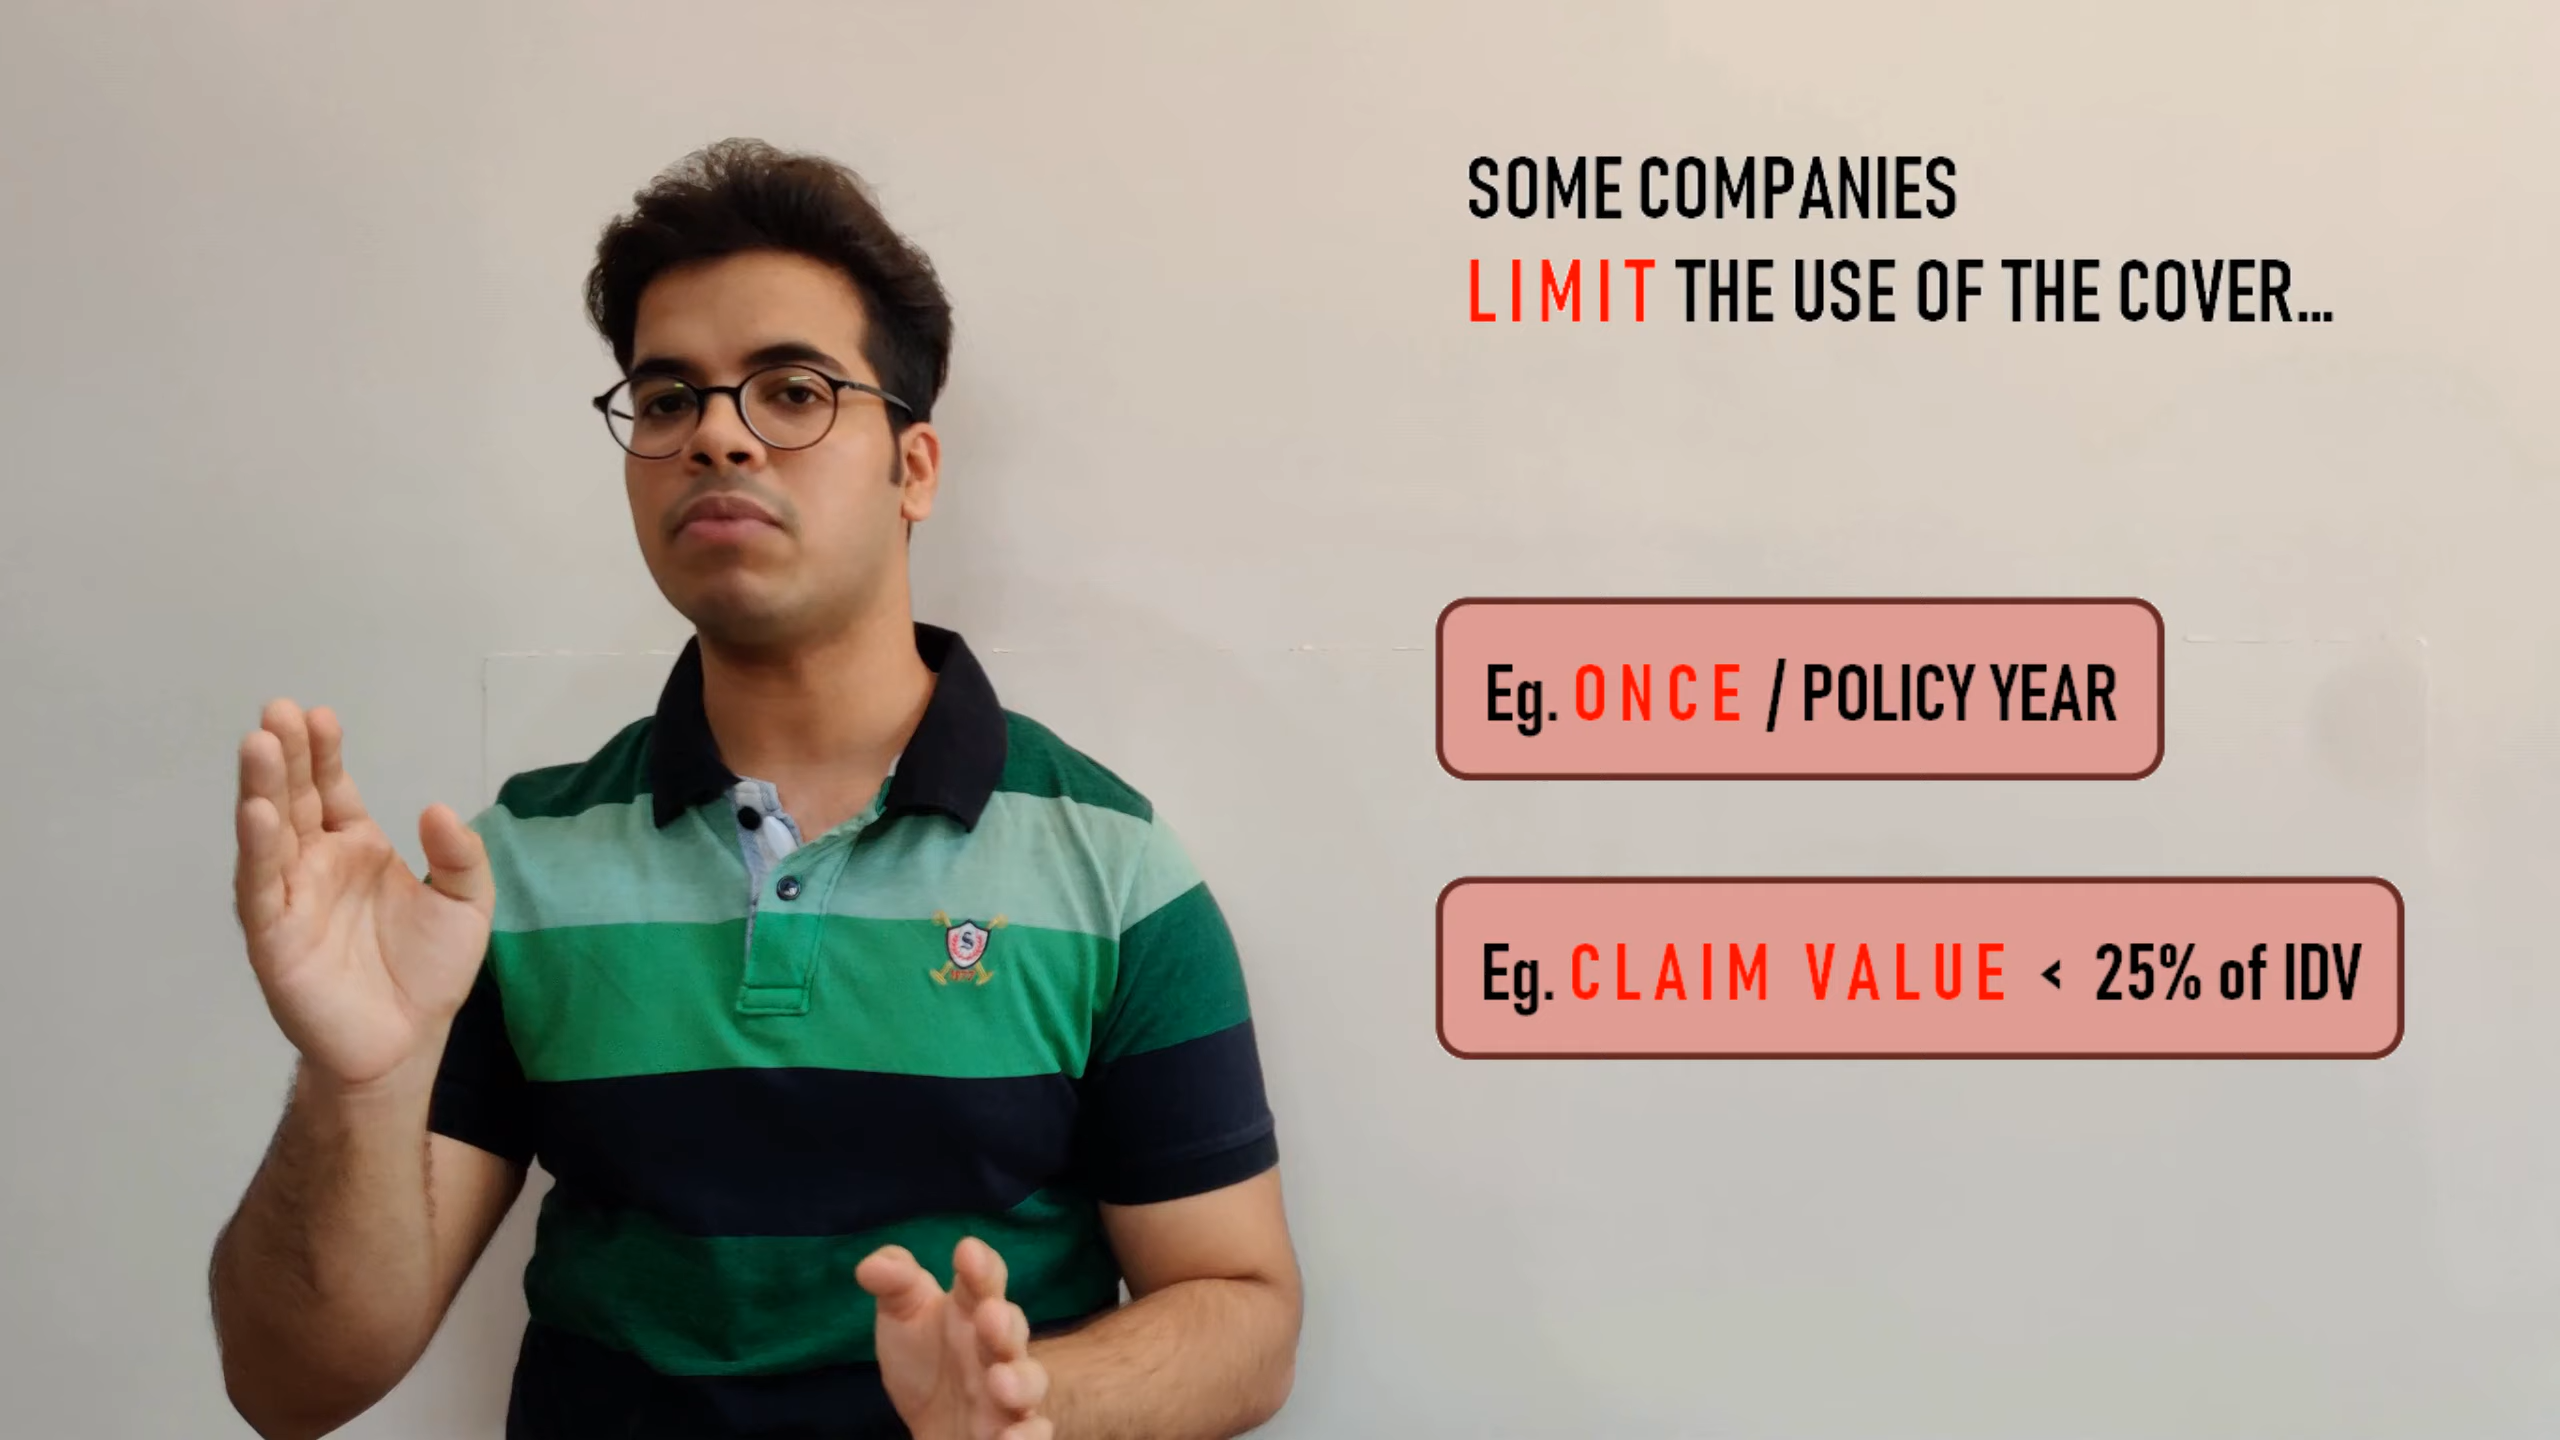 SOME COMPANIES
LIMIT THE USE OF THE COVER...
Eg. ONCE / POLICY YEAR
Eg. CLAIM VALUE < 25% of IDV
S